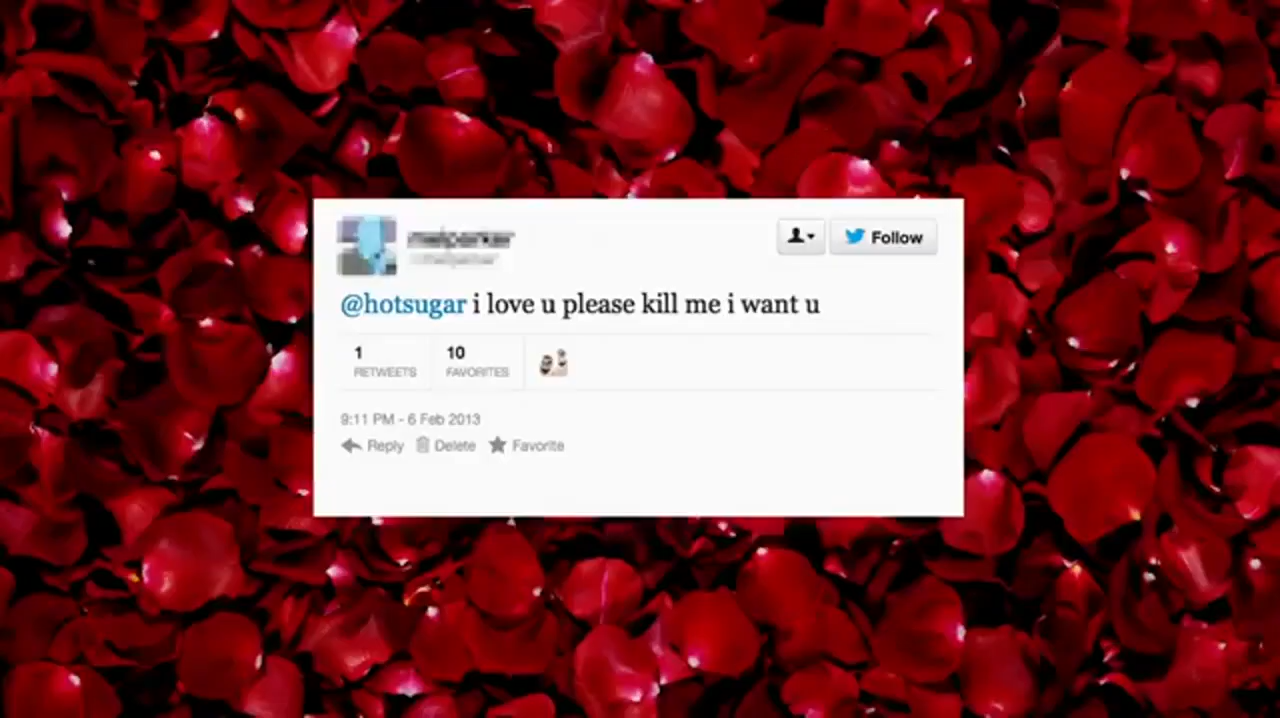 Follow
@hotsugar i love u please kill me i want u
1 10
RETWEETS FAVORITES
9:11 PM - 6 Feb 2013
Reply Delete Favorite